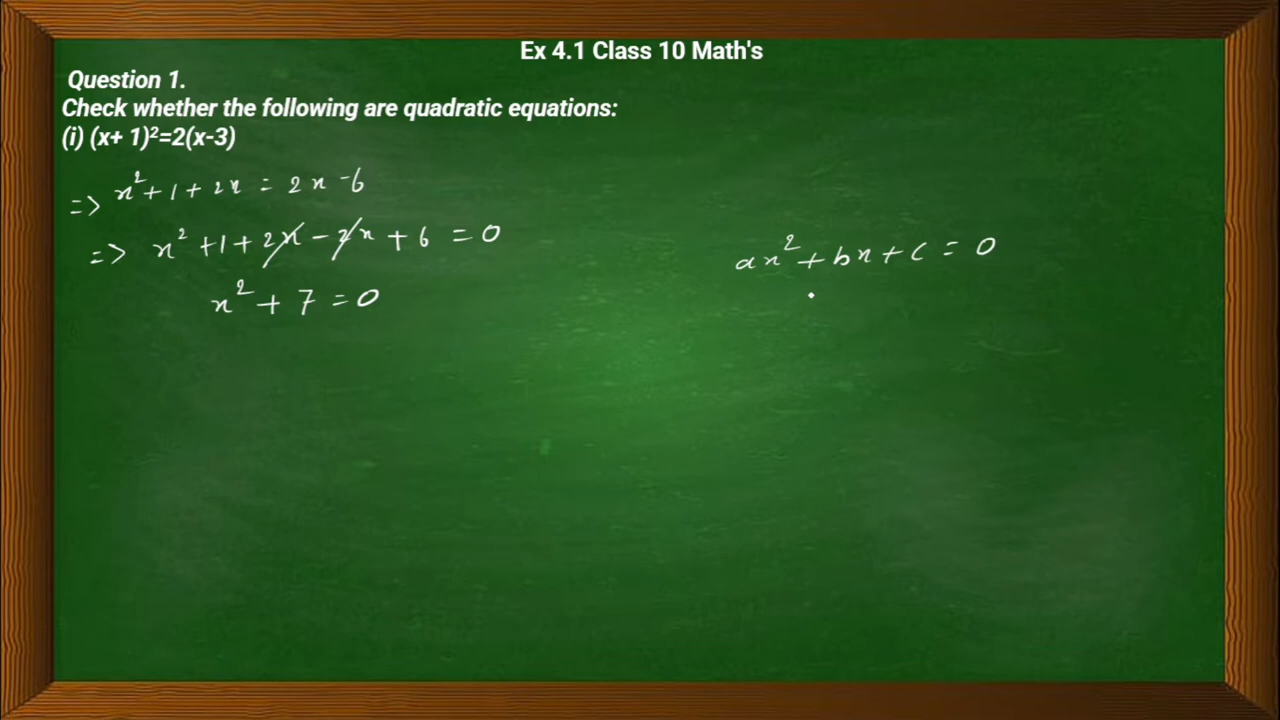 Ex 4.1 Class 10 Math's
Question 1.
Check whether the following are quadratic equations:
(i) (x+ 1)²=2(x-3)
=> x² + 1 + 2x = 2x - 6
=> x² + 1 + 2x - 2x + 6 = 0
x² + 7 = 0
ax² + bx + c = 0